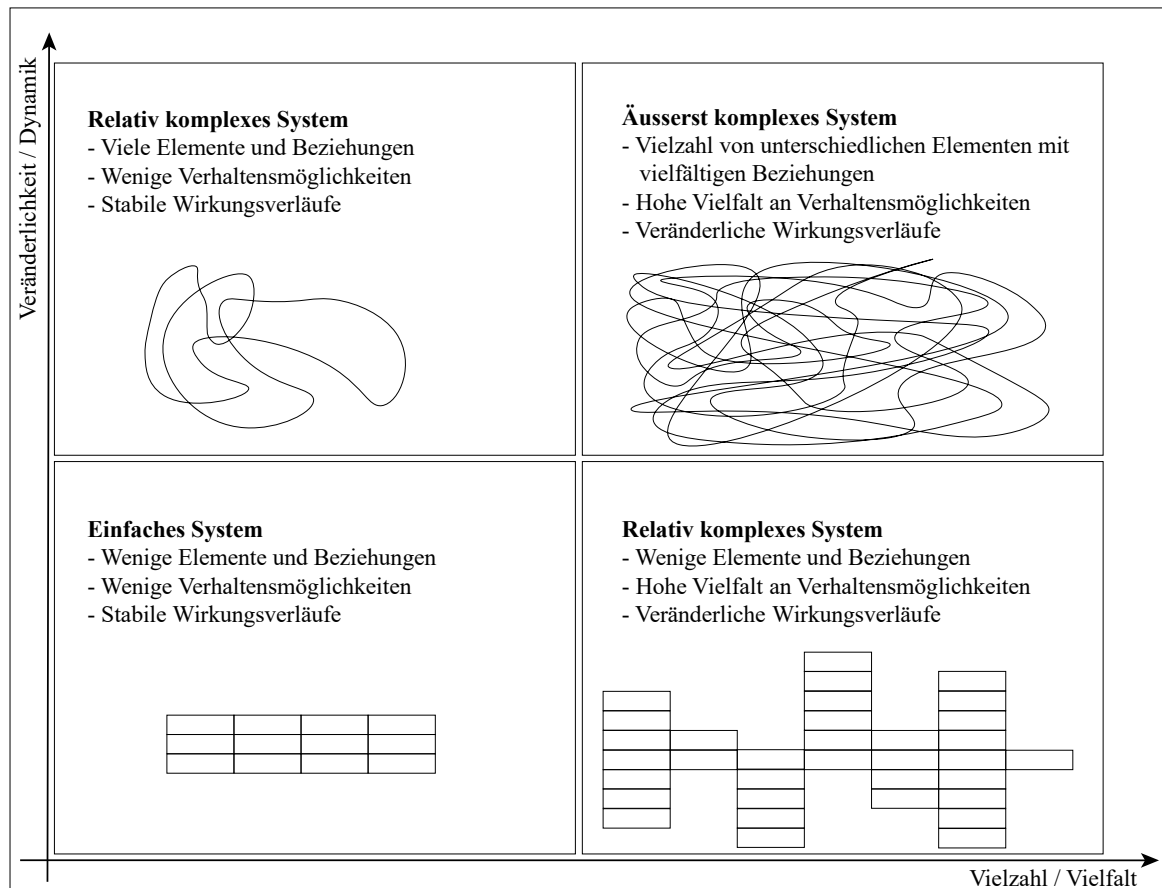 Veränderlichkeit / Dynamik
Relativ komplexes System
- Viele Elemente und Beziehungen
- Wenige Verhaltensmöglichkeiten
- Stabile Wirkungsverläufe
Äusserst komplexes System
- Vielzahl von unterschiedlichen Elementen mit
vielfältigen Beziehungen
- Hohe Vielfalt an Verhaltensmöglichkeiten
- Veränderliche Wirkungsverläufe
Einfaches System
- Wenige Elemente und Beziehungen
- Wenige Verhaltensmöglichkeiten
- Stabile Wirkungsverläufe
Relativ komplexes System
- Wenige Elemente und Beziehungen
- Hohe Vielfalt an Verhaltensmöglichkeiten
- Veränderliche Wirkungsverläufe
Vielzahl / Vielfalt